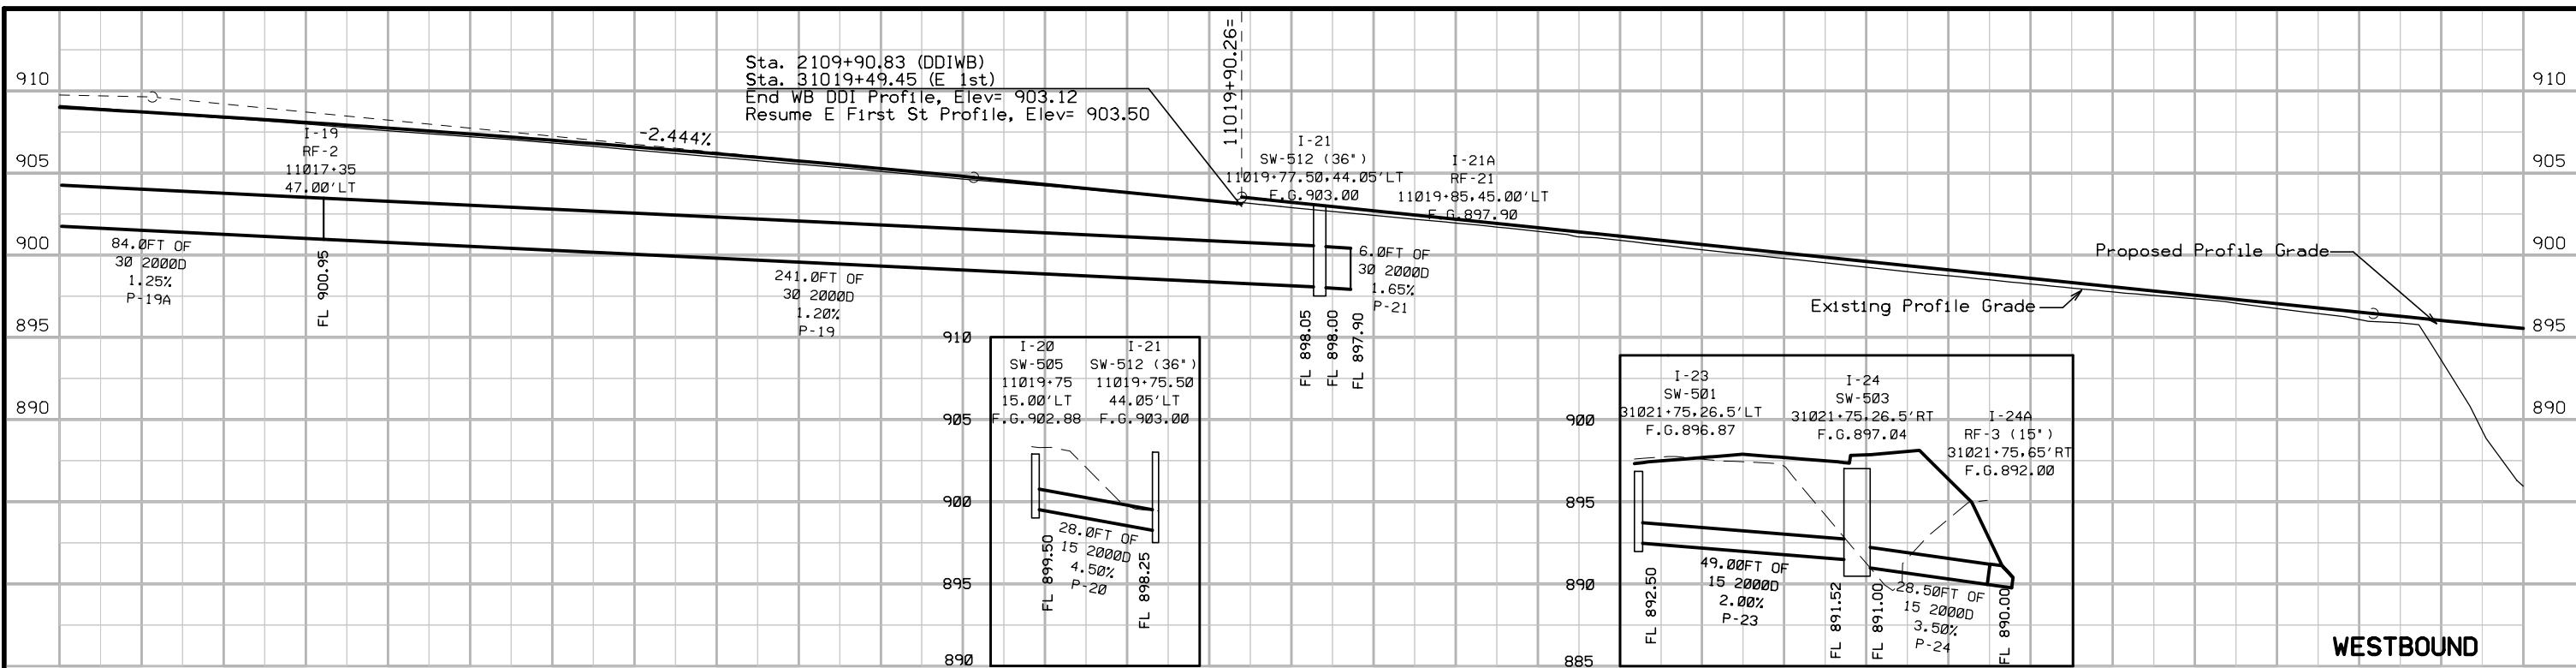 910
905
900
895
890
Sta. 2109+90.83 (DDIWB)
Sta. 31019+49.45 (E 1st)
End WB DDI Profile, Elev= 903.12
Resume E First St Profile, Elev= 903.50
-2.444%
11019+90.26=
I-19
RF-2
11017+35
47.00'LT
FL 900.95
84.0FT OF
30 2000D
1.25%
P-19A
241.0FT OF
30 2000D
1.20%
P-19
I-21
SW-512 (36")
11019+77.50,44.05'LT
F.G.903.00
I-21A
RF-21
11019+85,45.00'LT
F.G.897.90
6.0FT OF
30 2000D
1.65%
P-21
FL 898.05
FL 898.00
FL 897.90
Proposed Profile Grade
Existing Profile Grade
910
905
900
895
890
910
905
900
895
890
I-20
SW-505
11019+75
15.00'LT
F.G.902.88
I-21
SW-512 (36")
11019+75.50
44.05'LT
F.G.903.00
28.0FT OF
15 2000D
4.50%
P-20
FL 899.50
FL 898.25
900
895
890
885
I-23
SW-501
31021+75,26.5'LT
F.G.896.87
I-24
SW-503
31021+75,26.5'RT
F.G.897.04
I-24A
RF-3 (15")
31021+75,65'RT
F.G.892.00
49.00FT OF
15 2000D
2.00%
P-23
28.50FT OF
15 2000D
3.50%
P-24
FL 892.50
FL 891.52
FL 891.00
FL 890.00
WESTBOUND